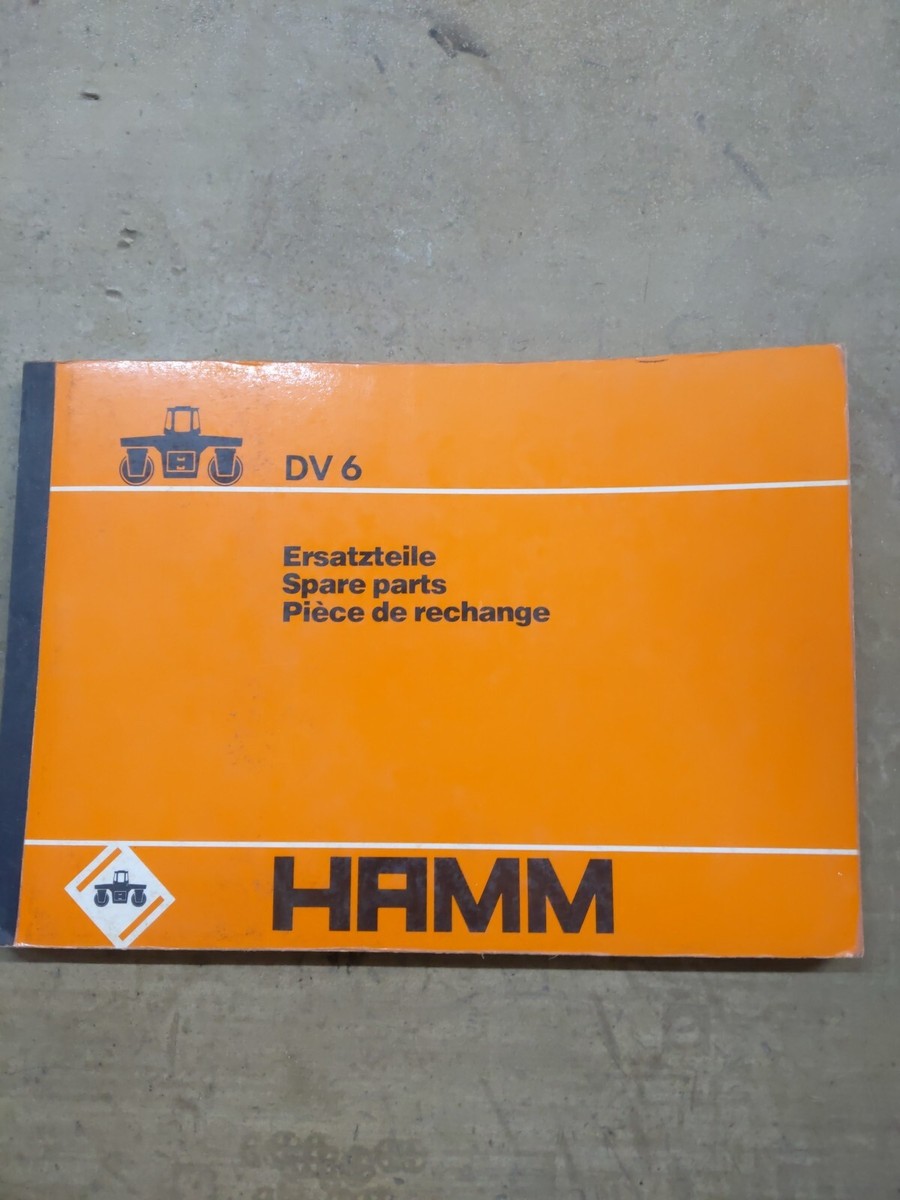 DV 6
Ersatzteile
Spare parts
Pièce de rechange
HAMM